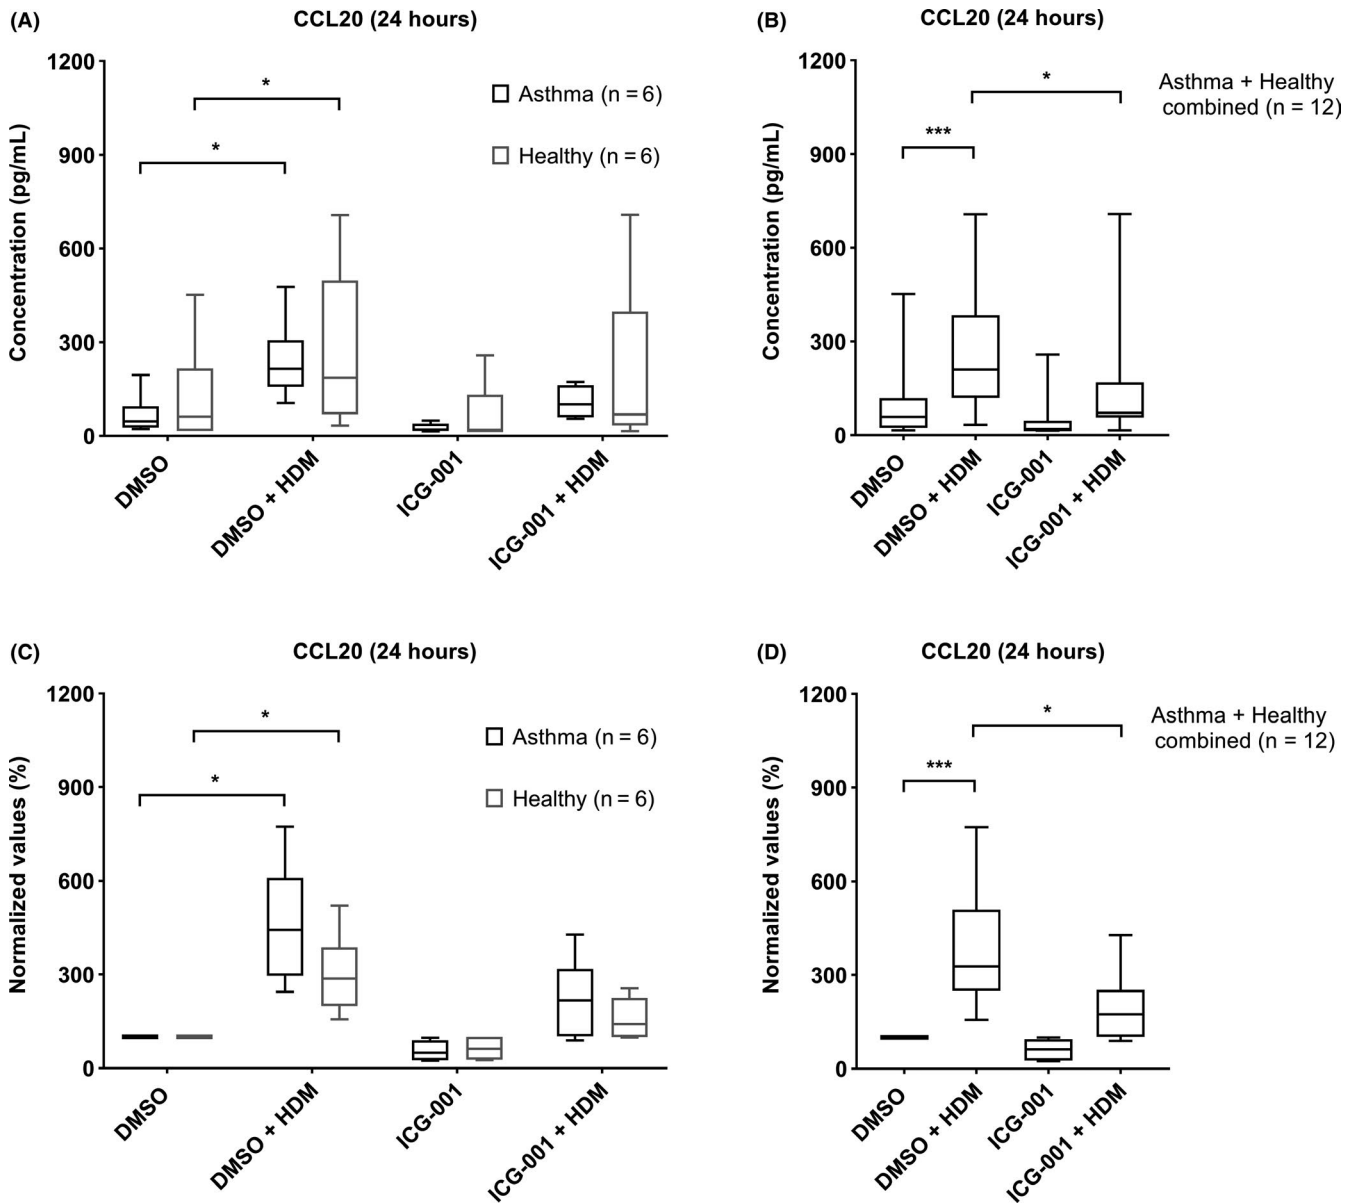 (A)
CCL20 (24 hours)
Concentration (pg/mL)
1200
900
600
300
0
*
*
Asthma (n = 6)
Healthy (n = 6)
DMSO
DMSO + HDM
ICG-001
ICG-001 + HDM
(B)
CCL20 (24 hours)
Concentration (pg/mL)
1200
900
600
300
0
*
***
Asthma + Healthy
combined (n = 12)
DMSO
DMSO + HDM
ICG-001
ICG-001 + HDM
(C)
CCL20 (24 hours)
Normalized values (%)
1200
900
600
300
0
*
*
Asthma (n = 6)
Healthy (n = 6)
DMSO
DMSO + HDM
ICG-001
ICG-001 + HDM
(D)
CCL20 (24 hours)
Normalized values (%)
1200
900
600
300
0
*
***
Asthma + Healthy
combined (n = 12)
DMSO
DMSO + HDM
ICG-001
ICG-001 + HDM